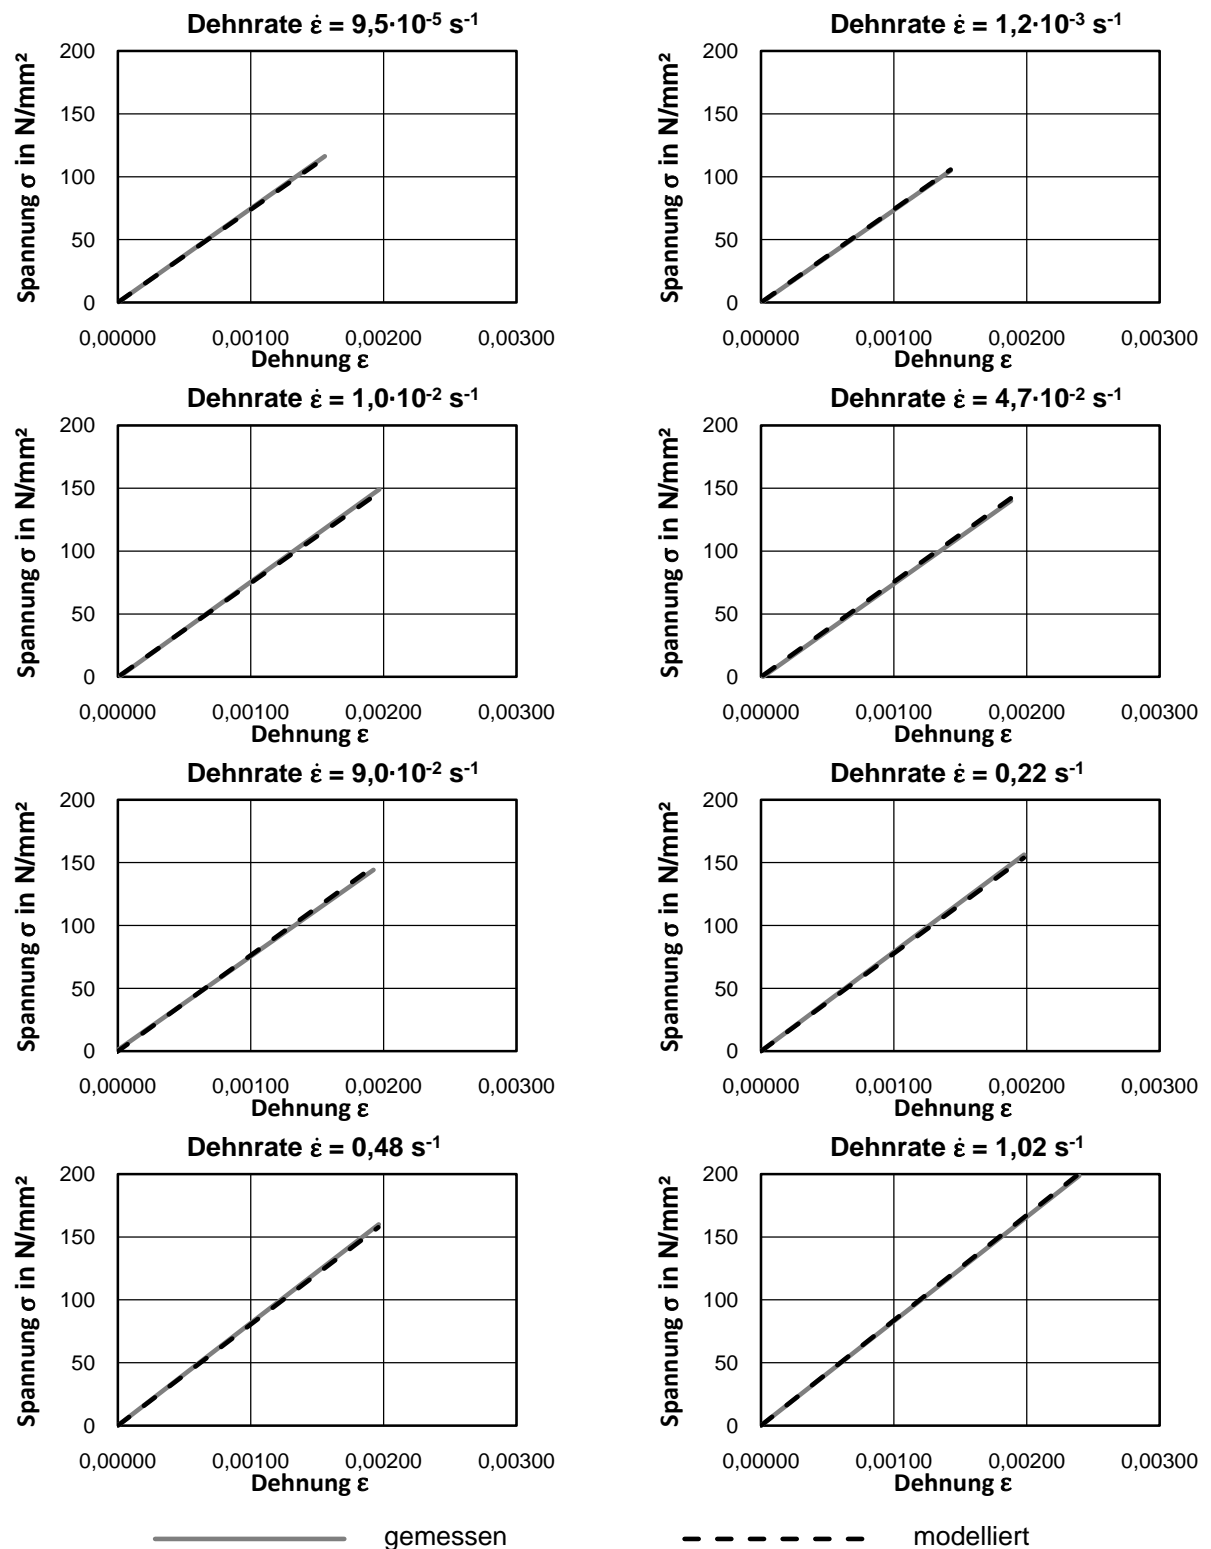 Dehnrate ε̇ = 9,5·10⁻⁵ s⁻¹
Spannung σ in N/mm²
200
150
100
50
0
0,00000 0,00100 0,00200 0,00300
Dehnung ε
Dehnrate ε̇ = 1,2·10⁻³ s⁻¹
Spannung σ in N/mm²
200
150
100
50
0
0,00000 0,00100 0,00200 0,00300
Dehnung ε
Dehnrate ε̇ = 1,0·10⁻² s⁻¹
Spannung σ in N/mm²
200
150
100
50
0
0,00000 0,00100 0,00200 0,00300
Dehnung ε
Dehnrate ε̇ = 4,7·10⁻² s⁻¹
Spannung σ in N/mm²
200
150
100
50
0
0,00000 0,00100 0,00200 0,00300
Dehnung ε
Dehnrate ε̇ = 9,0·10⁻² s⁻¹
Spannung σ in N/mm²
200
150
100
50
0
0,00000 0,00100 0,00200 0,00300
Dehnung ε
Dehnrate ε̇ = 0,22 s⁻¹
Spannung σ in N/mm²
200
150
100
50
0
0,00000 0,00100 0,00200 0,00300
Dehnung ε
Dehnrate ε̇ = 0,48 s⁻¹
Spannung σ in N/mm²
200
150
100
50
0
0,00000 0,00100 0,00200 0,00300
Dehnung ε
Dehnrate ε̇ = 1,02 s⁻¹
Spannung σ in N/mm²
200
150
100
50
0
0,00000 0,00100 0,00200 0,00300
Dehnung ε
gemessen modelliert